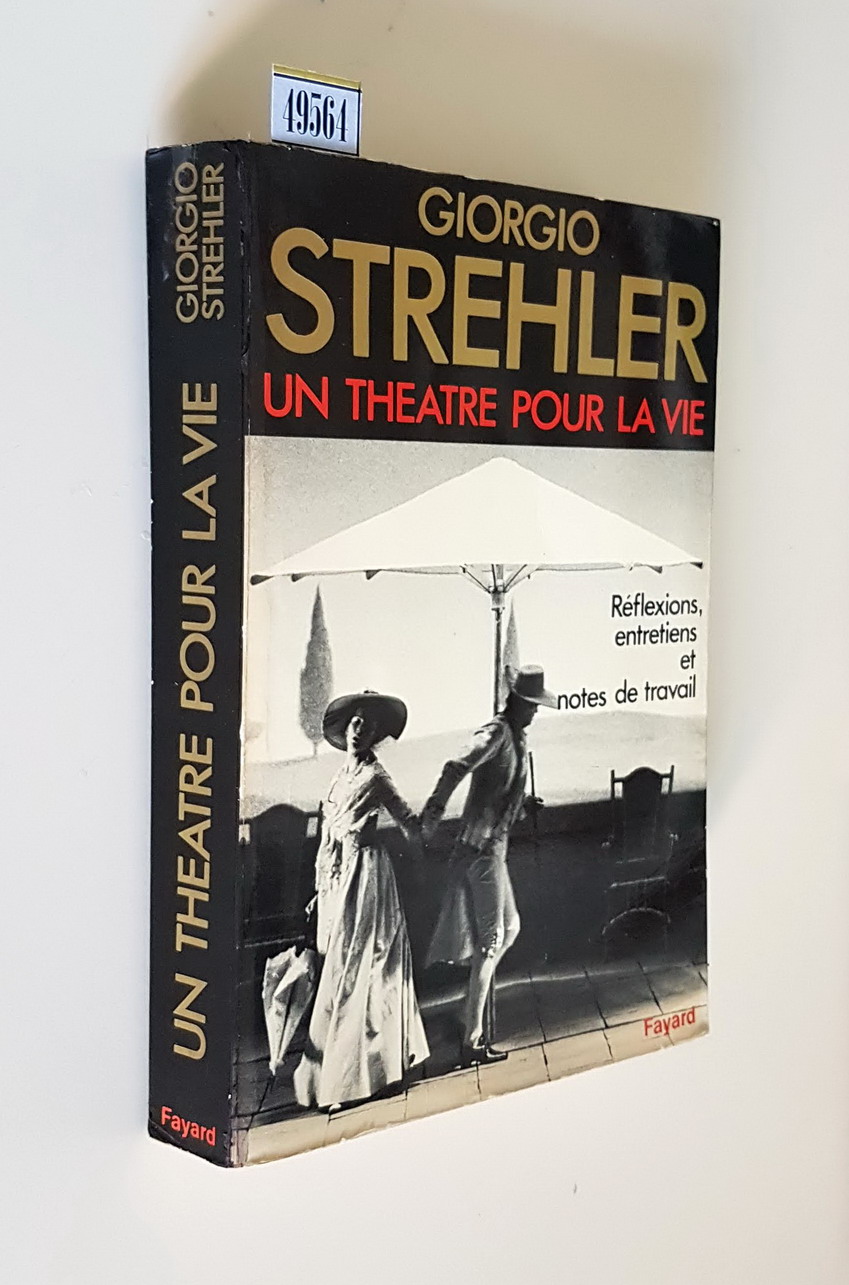 49564
GIORGIO
STREHLER
UN THEATRE POUR LA VIE
Réflexions,
entretiens
et
notes de travail
Fayard
GIORGIO
STREHLER
UN THEATRE POUR LA VIE
Fayard